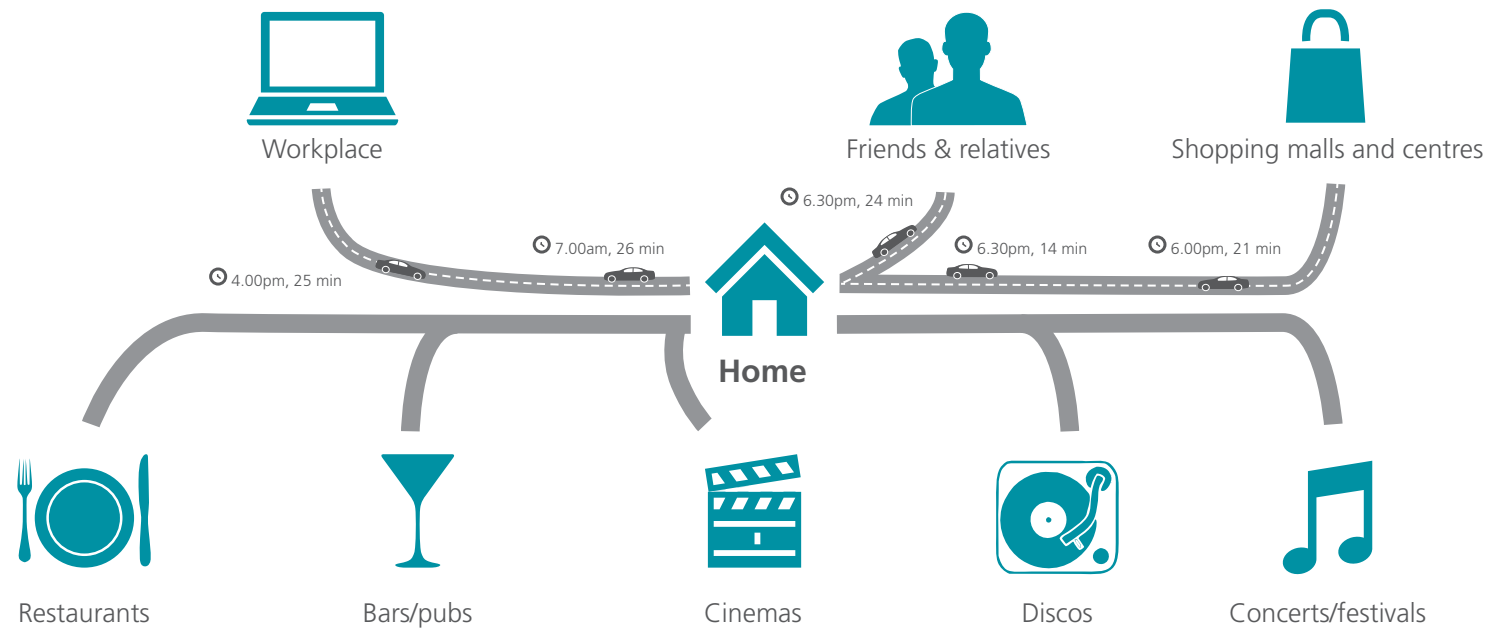 Workplace
Friends & relatives
Shopping malls and centres
6.30pm, 24 min
7.00am, 26 min
6.30pm, 14 min
6.00pm, 21 min
4.00pm, 25 min
Home
Restaurants
Bars/pubs
Cinemas
Discos
Concerts/festivals